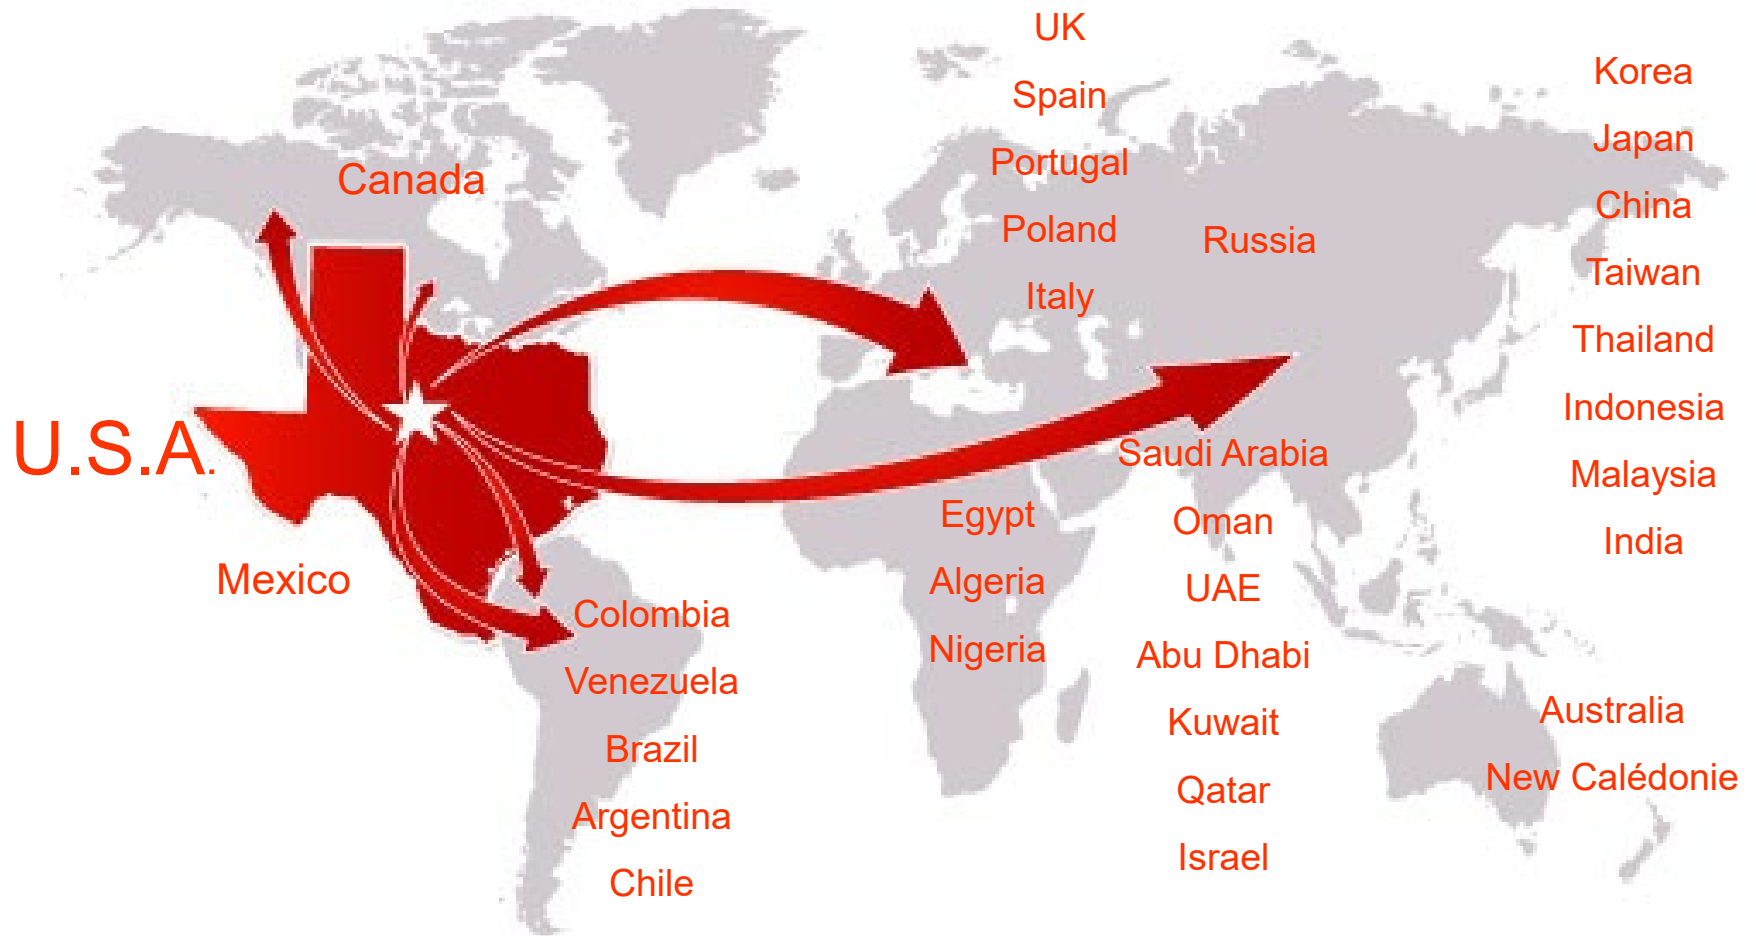 U.S.A.
Canada
Mexico
Colombia
Venezuela
Brazil
Argentina
Chile
UK
Spain
Portugal
Poland
Italy
Russia
Egypt
Algeria
Nigeria
Saudi Arabia
Oman
UAE
Abu Dhabi
Kuwait
Qatar
Israel
Korea
Japan
China
Taiwan
Thailand
Indonesia
Malaysia
India
Australia
New Calédonie